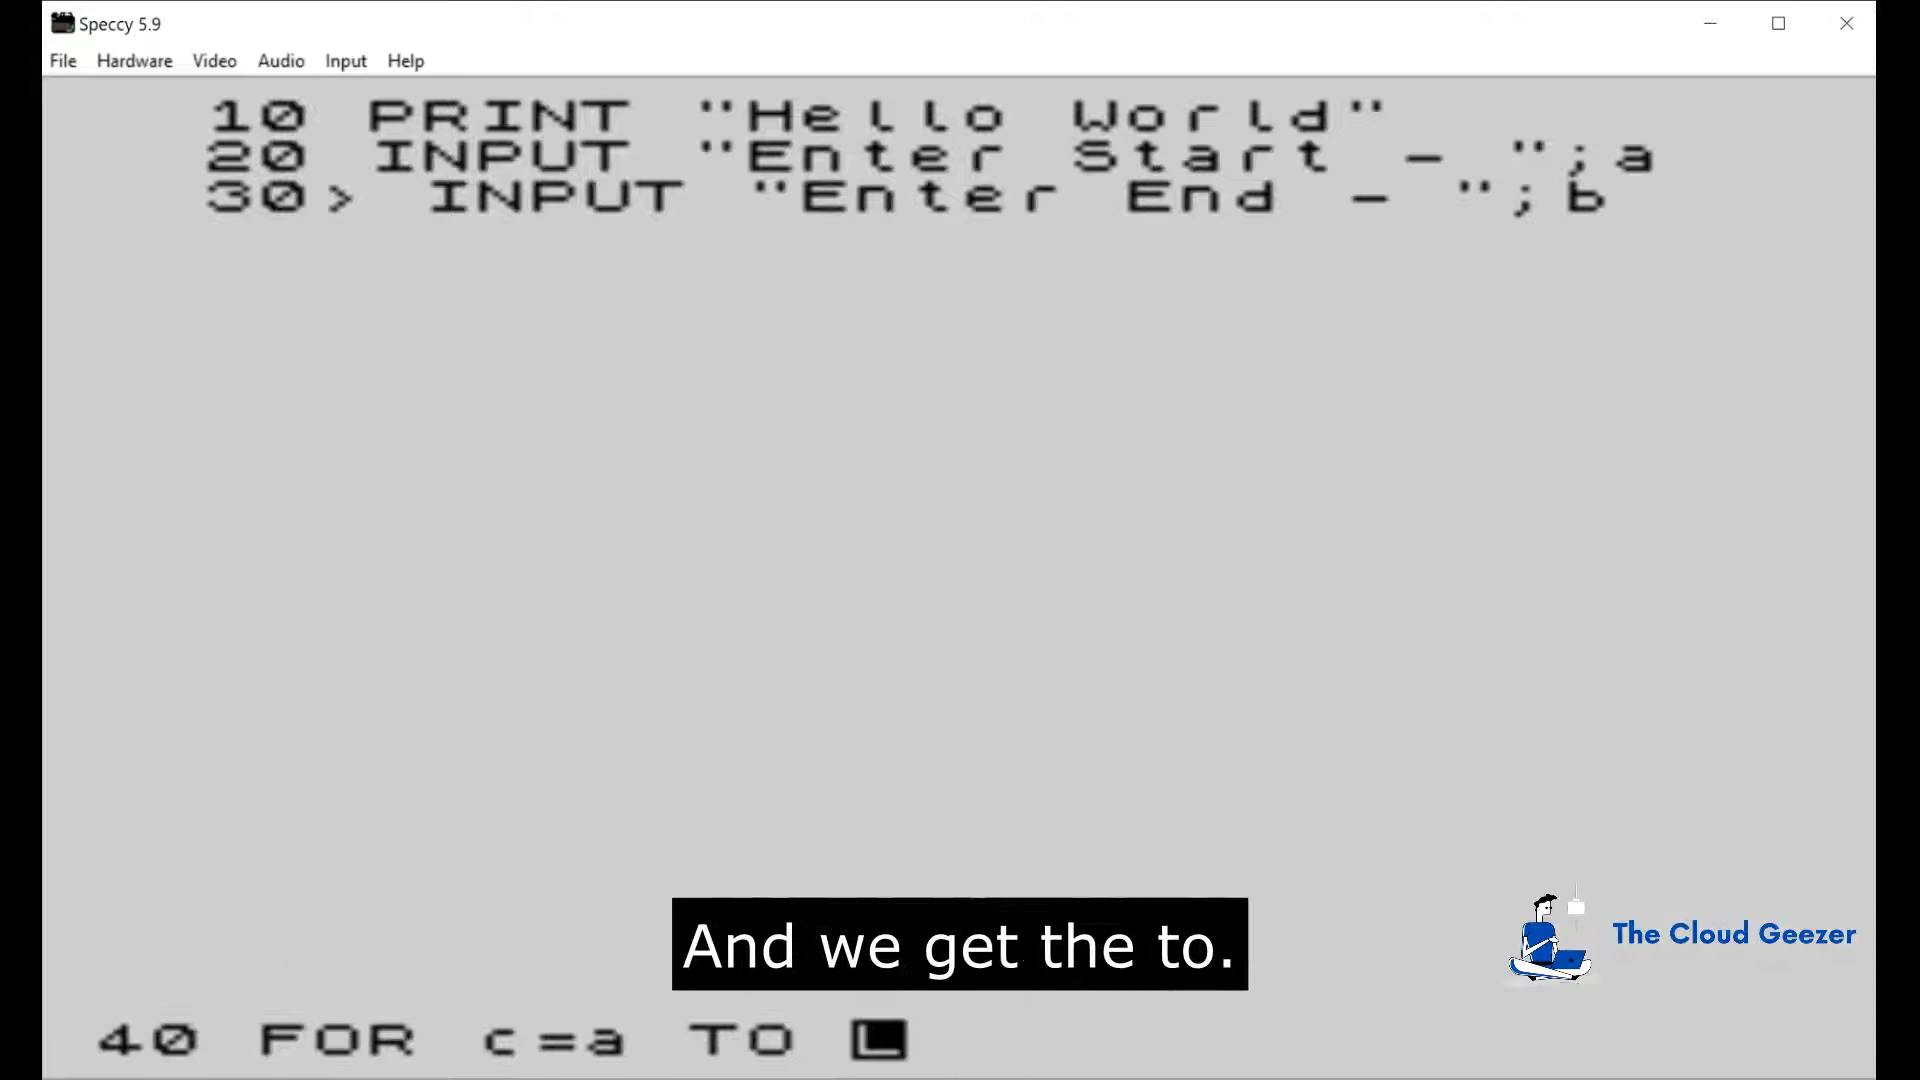 Speccy 5.9
File Hardware Video Audio Input Help
10 PRINT "Hello World"
20 INPUT "Enter Start - ";a
30> INPUT "Enter End - ";b
And we get the to.
The Cloud Geezer
40 FOR c=a TO L